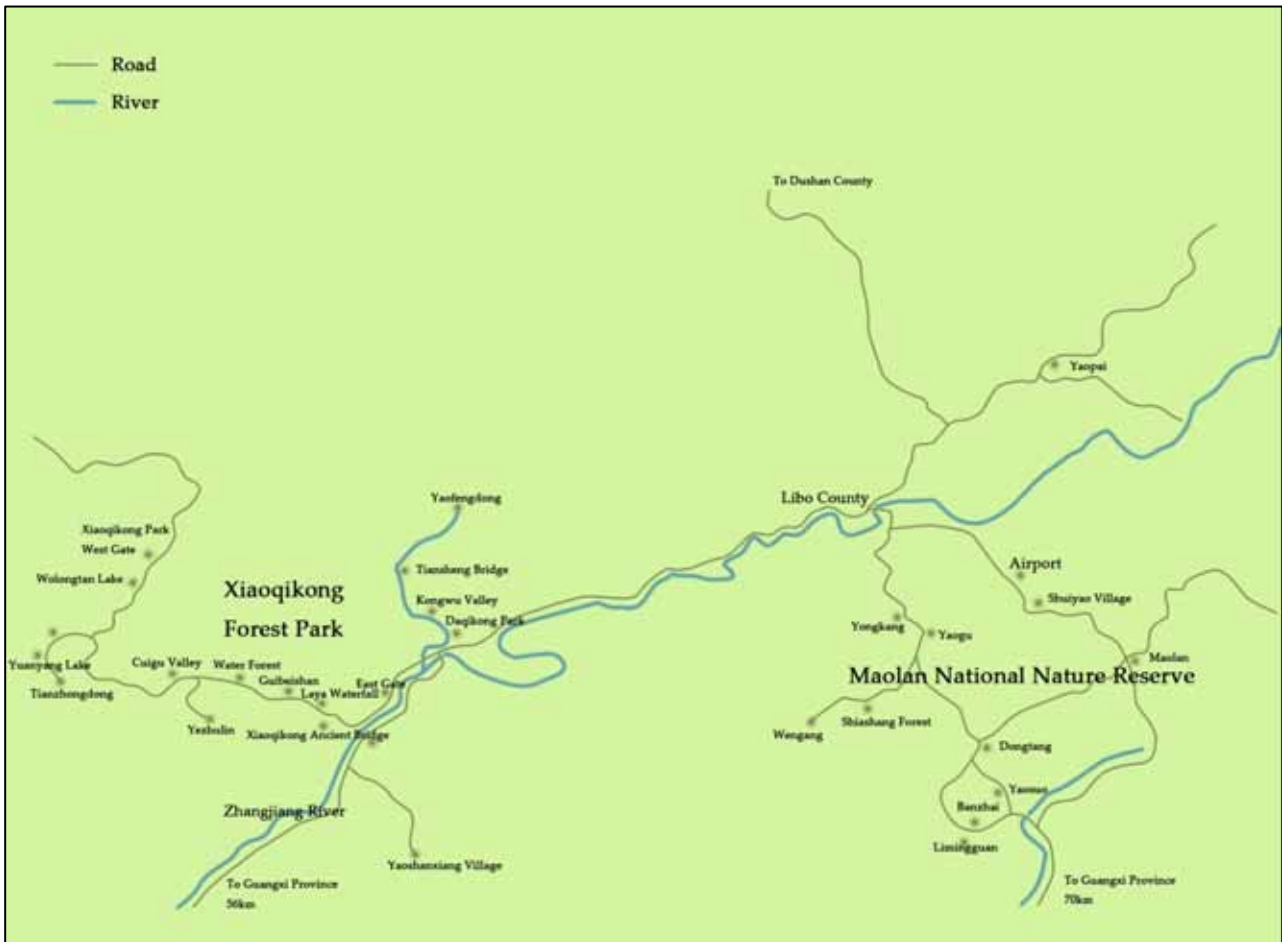 Road
River
To Dushan County
Yaopai
Libo County
Yaofengdong
Xiaoqikong Park
West Gate
Airport
Tiansheng Bridge
Wolongtan Lake
Xiaoqikong
Forest Park
Shuiyao Village
Kongwu Valley
Yongkang
Yaogu
Daqikong Park
Maolan
Yuanyang Lake
Cuigu Valley
Water Forest
Maolan National Nature Reserve
Guibeishan
East Gate
Tianzhongdong
Laya Waterfall
Shiashang Forest
Yezhulin
Xiaoqikong Ancient Bridge
Wengang
Dongtang
Zhangjiang River
Banzhai
Limingguan
Yaoshanxiang Village
To Guangxi Province
56km
To Guangxi Province
70km